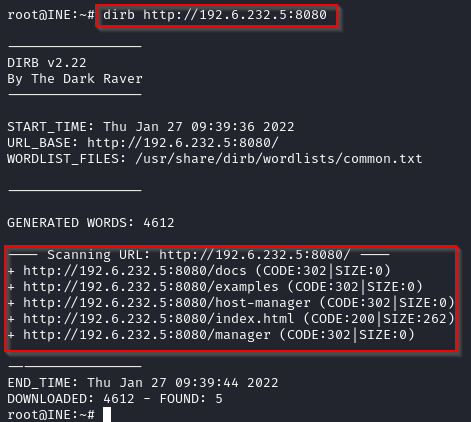 root@INE:~# dirb http://192.6.232.5:8080
-----------------
DIRB v2.22
By The Dark Raver
-----------------
START_TIME: Thu Jan 27 09:39:36 2022
URL_BASE: http://192.6.232.5:8080/
WORDLIST_FILES: /usr/share/dirb/wordlists/common.txt
-----------------
GENERATED WORDS: 4612
---- Scanning URL: http://192.6.232.5:8080/ ----
+ http://192.6.232.5:8080/docs (CODE:302|SIZE:0)
+ http://192.6.232.5:8080/examples (CODE:302|SIZE:0)
+ http://192.6.232.5:8080/host-manager (CODE:302|SIZE:0)
+ http://192.6.232.5:8080/index.html (CODE:200|SIZE:262)
+ http://192.6.232.5:8080/manager (CODE:302|SIZE:0)
-----------------
END_TIME: Thu Jan 27 09:39:44 2022
DOWNLOADED: 4612 - FOUND: 5
root@INE:~#